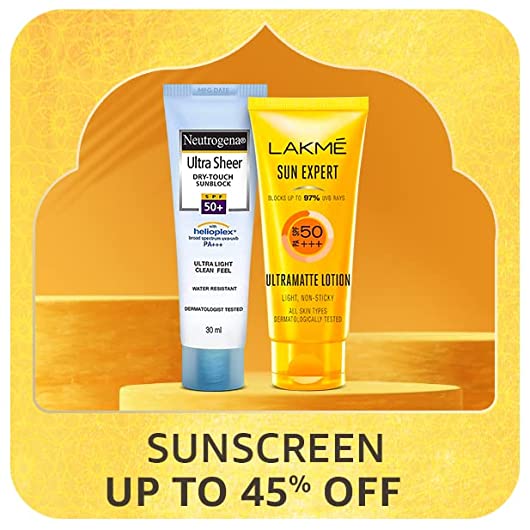 MFG DATE
Neutrogena®
Ultra Sheer
DRY-TOUCH
SUNBLOCK
SPF
50+
with
helioplex®
broad spectrum uva·uvb
PA+++
ULTRA LIGHT
CLEAN FEEL
WATER RESISTANT
DERMATOLOGIST TESTED
30 ml
LAKMÉ
SUN EXPERT
BLOCKS UP TO 97% UVB RAYS
SPF 50
PA +++
ULTRAMATTE LOTION
LIGHT, NON-STICKY
ALL SKIN TYPES
DERMATOLOGICALLY TESTED
SUNSCREEN
UP TO 45% OFF